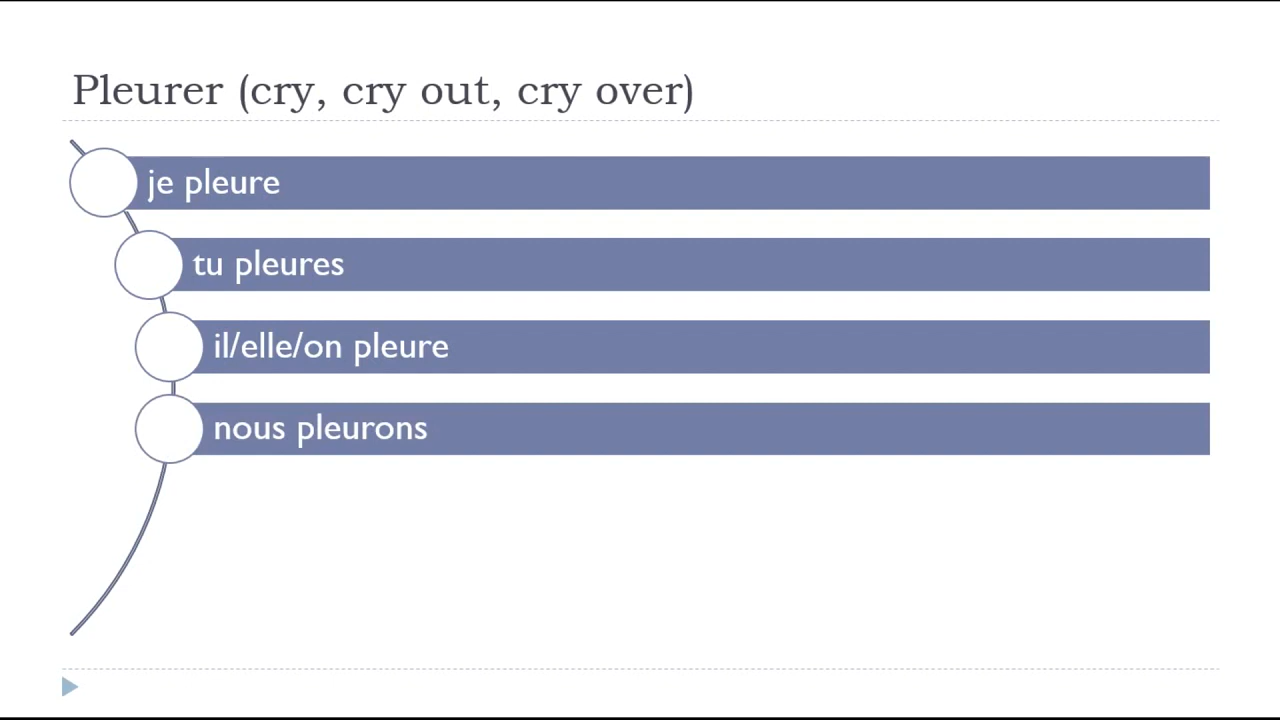 Pleurer (cry, cry out, cry over)
je pleure
tu pleures
il/elle/on pleure
nous pleurons